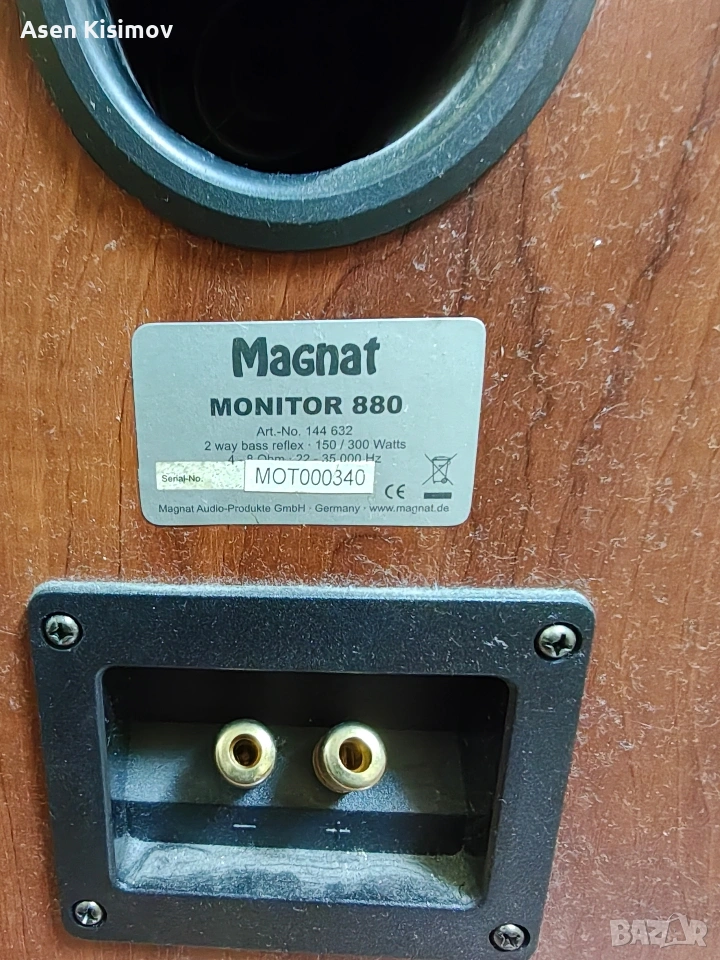 Asen Kisimov
Magnat
MONITOR 880
Art.-No. 144 632
2 way bass reflex · 150 / 300 Watts
4 - 8 Ohm · 22 - 35 000 Hz
Serial-No. MOT000340
CE
Magnat Audio-Produkte GmbH · Germany · www.magnat.de
− +
BAZAR